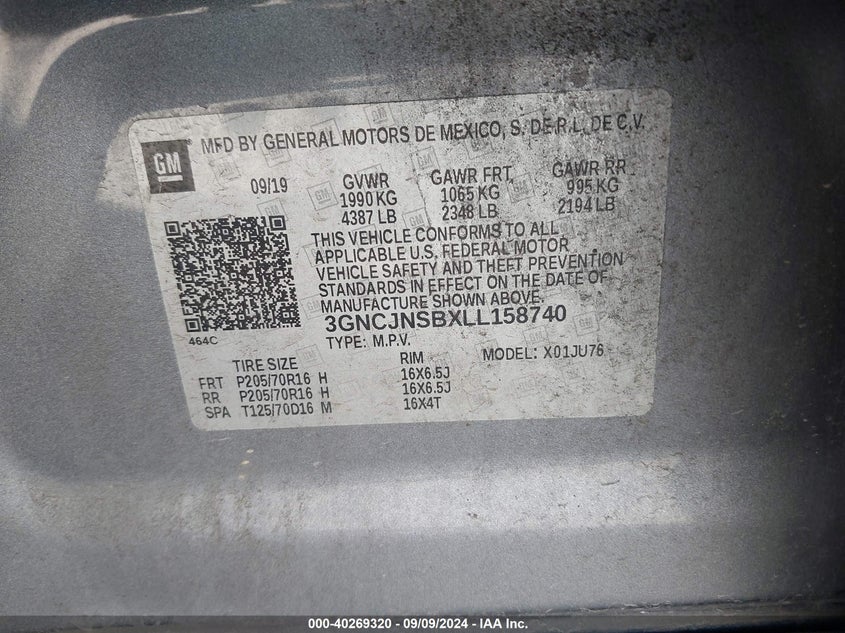 GM
MFD BY GENERAL MOTORS DE MEXICO, S. DE R.L. DE C.V.
09/19 GVWR GAWR FRT GAWR RR
1990 KG 1065 KG 995 KG
4387 LB 2348 LB 2194 LB
THIS VEHICLE CONFORMS TO ALL
APPLICABLE U.S. FEDERAL MOTOR
VEHICLE SAFETY AND THEFT PREVENTION
STANDARDS IN EFFECT ON THE DATE OF
MANUFACTURE SHOWN ABOVE.
464C
3GNCJNSBXLL158740
TYPE: M.P.V. MODEL: X01JU76
TIRE SIZE RIM
FRT P205/70R16 H 16X6.5J
RR P205/70R16 H 16X6.5J
SPA T125/70D16 M 16X4T
000-40269320 - 09/09/2024 - IAA Inc.